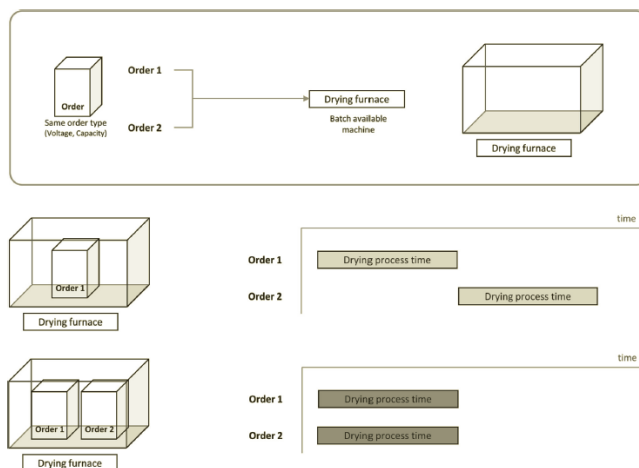 Order 1
Order
Same order type
(Voltage, Capacity)
Order 2
Drying furnace
Batch available
machine
Drying furnace
time
Order 1
Drying process time
Order 1
Order 2
Drying process time
Drying furnace
time
Order 1
Drying process time
Order 1
Order 2
Order 2
Drying process time
Drying furnace